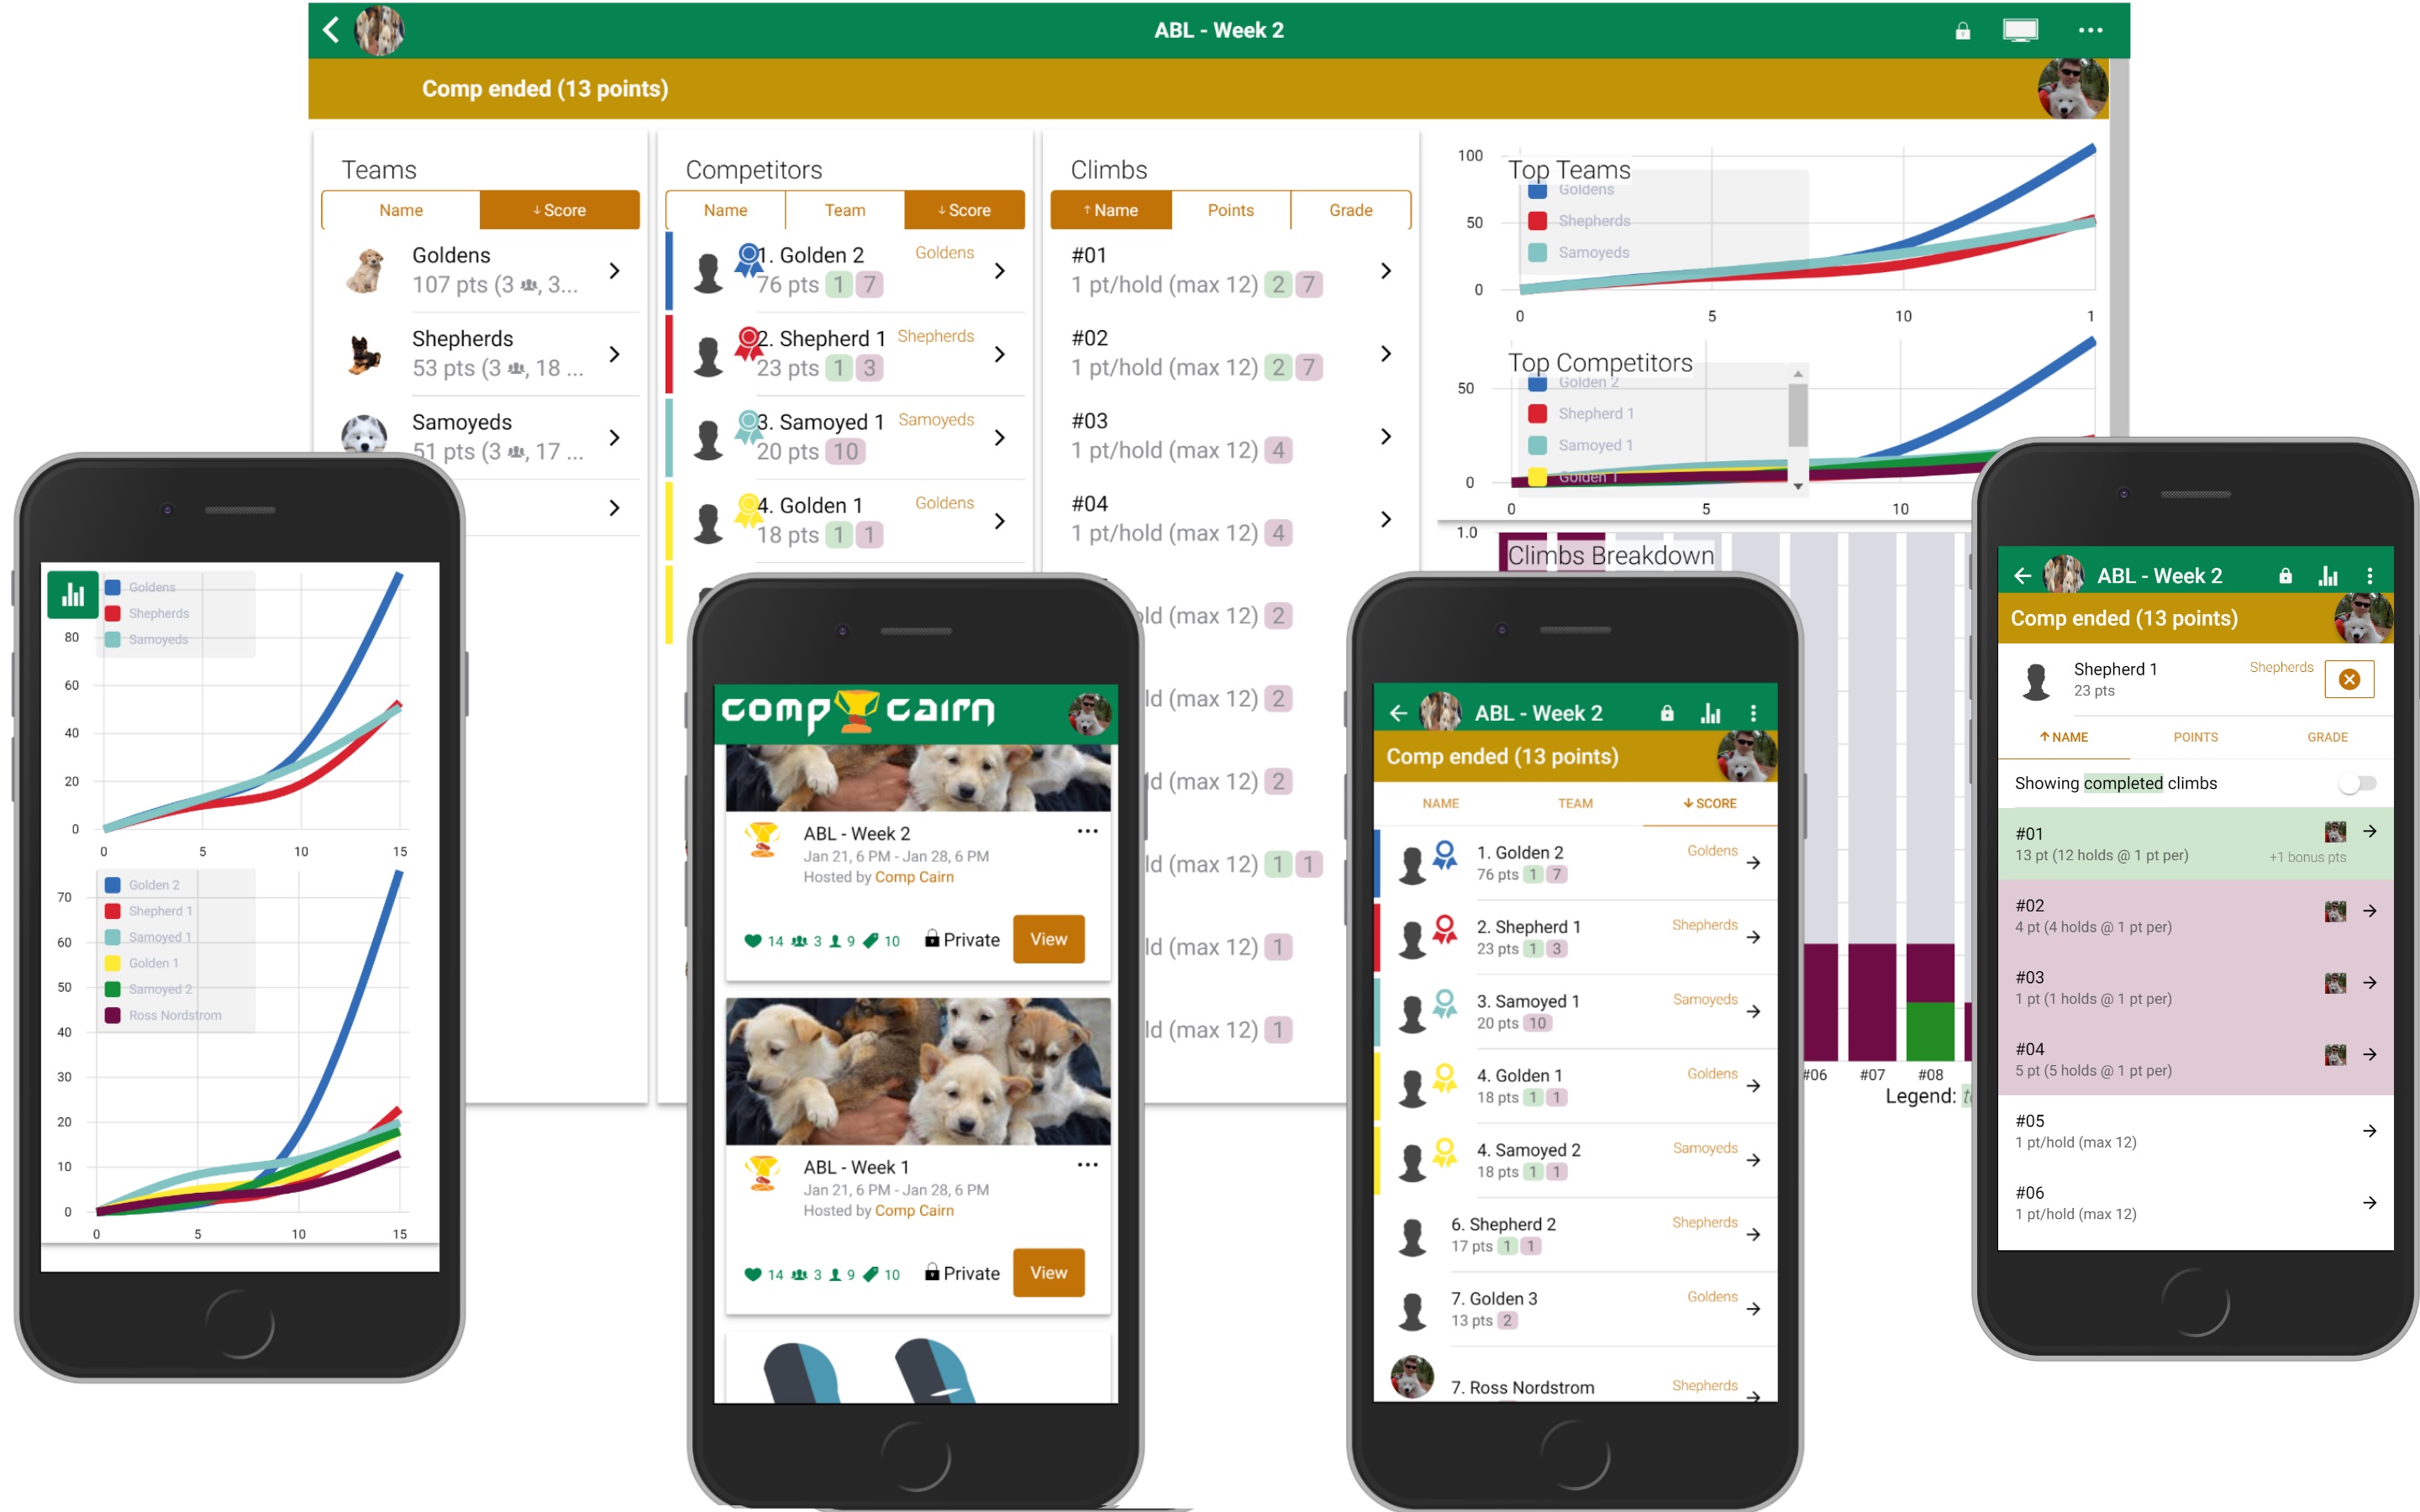 ABL - Week 2
Comp ended (13 points)
Teams
Name
↓ Score
Goldens
107 pts (3 , 3...
Shepherds
53 pts (3 , 18 ...
Samoyeds
51 pts (3 , 17 ...
Competitors
Name
Team
↓ Score
1. Golden 2
Goldens
76 pts 1 7
2. Shepherd 1
Shepherds
23 pts 1 3
3. Samoyed 1
Samoyeds
20 pts 10
4. Golden 1
Goldens
18 pts 1 1
Climbs
↑ Name
Points
Grade
#01
1 pt/hold (max 12) 2 7
#02
1 pt/hold (max 12) 2 7
#03
1 pt/hold (max 12) 4
#04
1 pt/hold (max 12) 4
old (max 12) 2
ld (max 12) 2
ld (max 12) 2
ld (max 12) 1 1
ld (max 12) 1
ld (max 12) 1
Top Teams
Goldens
Shepherds
Samoyeds
100
50
0
0 5 10 1
Top Competitors
Golden 2
Shepherd 1
Samoyed 1
Golden 1
50
0
0 5 10
1.0
Climbs Breakdown
#06 #07 #08
Legend:
Goldens
Shepherds
Samoyeds
80
60
40
20
0
0 5 10 15
Golden 2
Shepherd 1
Samoyed 1
Golden 1
Samoyed 2
Ross Nordstrom
70
60
50
40
30
20
10
0
0 5 10 15
comp cairn
ABL - Week 2
Jan 21, 6 PM - Jan 28, 6 PM
Hosted by Comp Cairn
14 3 9 10 Private View
ABL - Week 1
Jan 21, 6 PM - Jan 28, 6 PM
Hosted by Comp Cairn
14 3 9 10 Private View
ABL - Week 2
Comp ended (13 points)
NAME TEAM ↓ SCORE
1. Golden 2
Goldens
76 pts 1 7
2. Shepherd 1
Shepherds
23 pts 1 3
3. Samoyed 1
Samoyeds
20 pts 10
4. Golden 1
Goldens
18 pts 1 1
4. Samoyed 2
Samoyeds
18 pts 1 1
6. Shepherd 2
Shepherds
17 pts 1 1
7. Golden 3
Goldens
13 pts 2
7. Ross Nordstrom
Shepherds
ABL - Week 2
Comp ended (13 points)
Shepherd 1
Shepherds
23 pts
↑ NAME POINTS GRADE
Showing completed climbs
#01
13 pt (12 holds @ 1 pt per)
+1 bonus pts
#02
4 pt (4 holds @ 1 pt per)
#03
1 pt (1 holds @ 1 pt per)
#04
5 pt (5 holds @ 1 pt per)
#05
1 pt/hold (max 12)
#06
1 pt/hold (max 12)